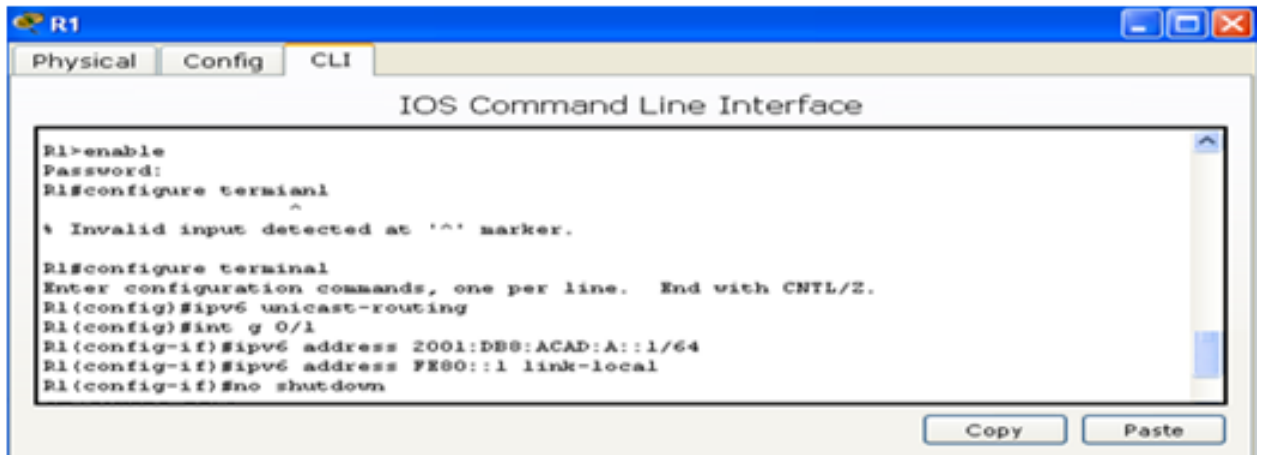 R1
Physical Config CLI
IOS Command Line Interface
R1>enable
Password:
R1#configure termianl
^
% Invalid input detected at '^' marker.
R1#configure terminal
Enter configuration commands, one per line. End with CNTL/Z.
R1(config)#ipv6 unicast-routing
R1(config)#int g 0/1
R1(config-if)#ipv6 address 2001:DB8:ACAD:A::1/64
R1(config-if)#ipv6 address FE80::1 link-local
R1(config-if)#no shutdown
Copy Paste